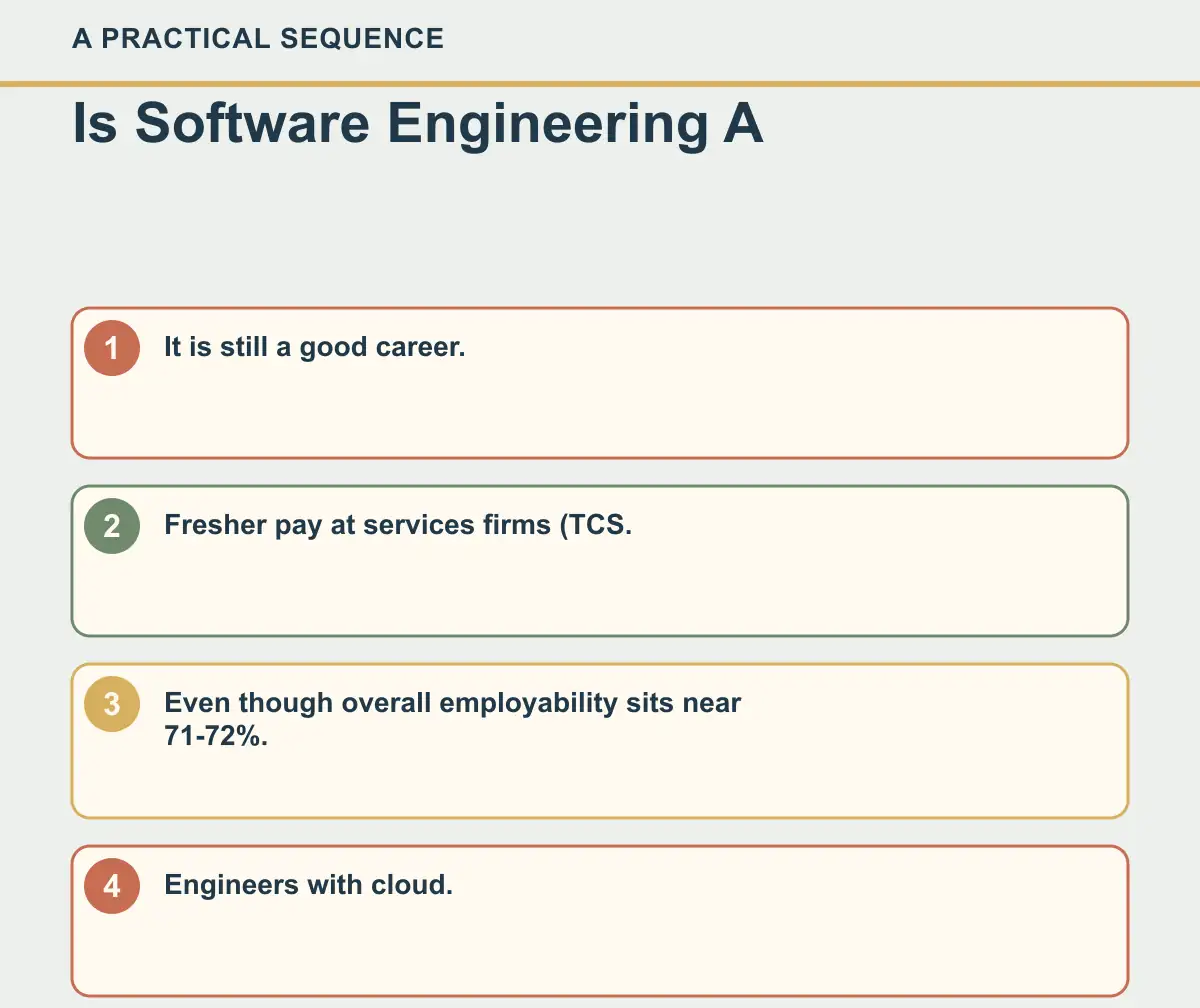 A PRACTICAL SEQUENCE
Is Software Engineering A
1
It is still a good career.
2
Fresher pay at services firms (TCS.
3
Even though overall employability sits near
71-72%.
4
Engineers with cloud.